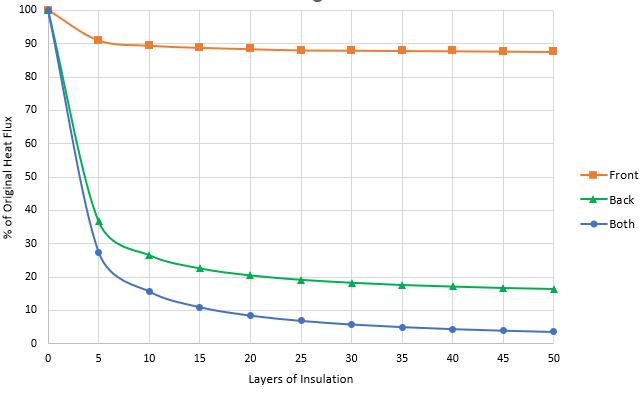 100
90
80
70
60
50
40
30
20
10
0
% of Original Heat Flux
0 5 10 15 20 25 30 35 40 45 50
Layers of Insulation
Front
Back
Both